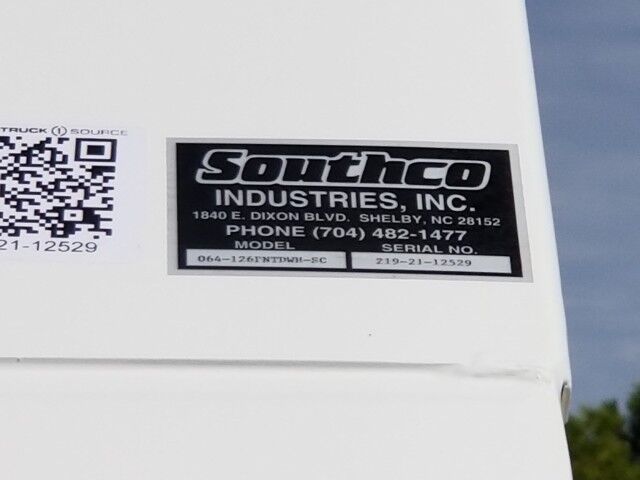 TRUCK 1 SOURCE
21-12529
Southco
INDUSTRIES, INC.
1840 E. DIXON BLVD. SHELBY, NC 28152
PHONE (704) 482-1477
MODEL SERIAL NO.
064-126FNTDWH-SC 219-21-12529